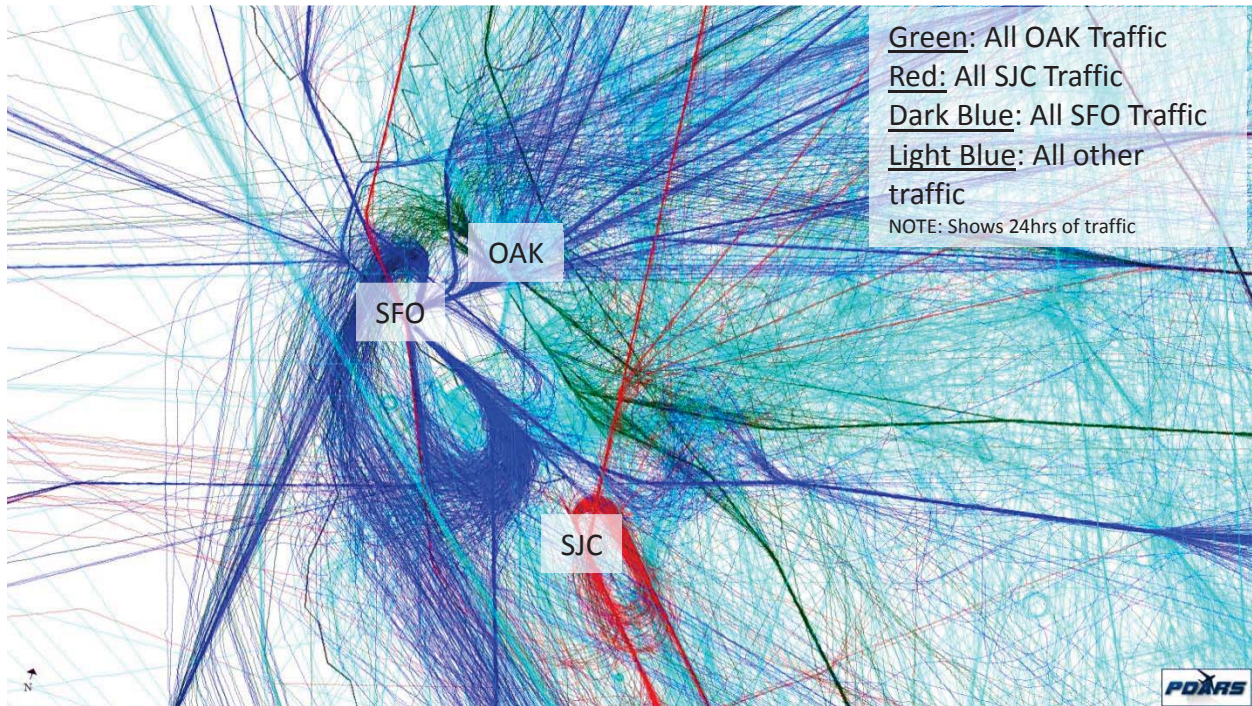 Green: All OAK Traffic
Red: All SJC Traffic
Dark Blue: All SFO Traffic
Light Blue: All other
traffic
NOTE: Shows 24hrs of traffic
OAK
SFO
SJC
N
PDARS